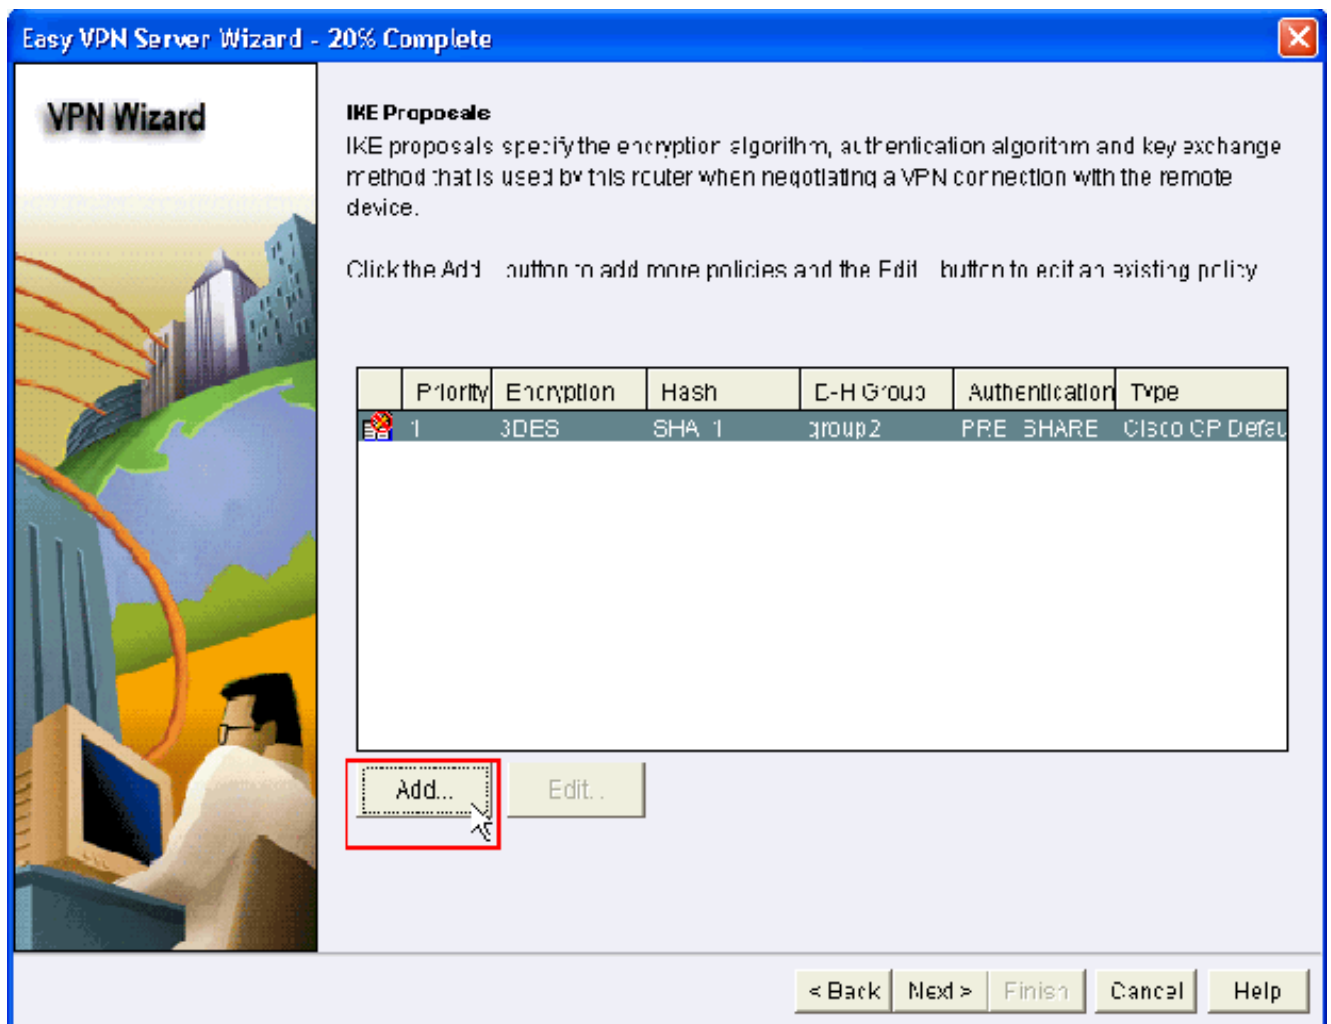 Easy VPN Server Wizard - 20% Complete
VPN Wizard
IKE Proposals
IKE proposals specify the encryption algorithm, authentication algorithm and key exchange
method that is used by this router when negotiating a VPN connection with the remote
device.
Click the Add... button to add more policies and the Edit... button to edit an existing policy.
Priority Encryption Hash D-H Group Authentication Type
1 3DES SHA_1 group2 PRE_SHARE Cisco CP Defau
Add... Edit...
< Back Next > Finish Cancel Help